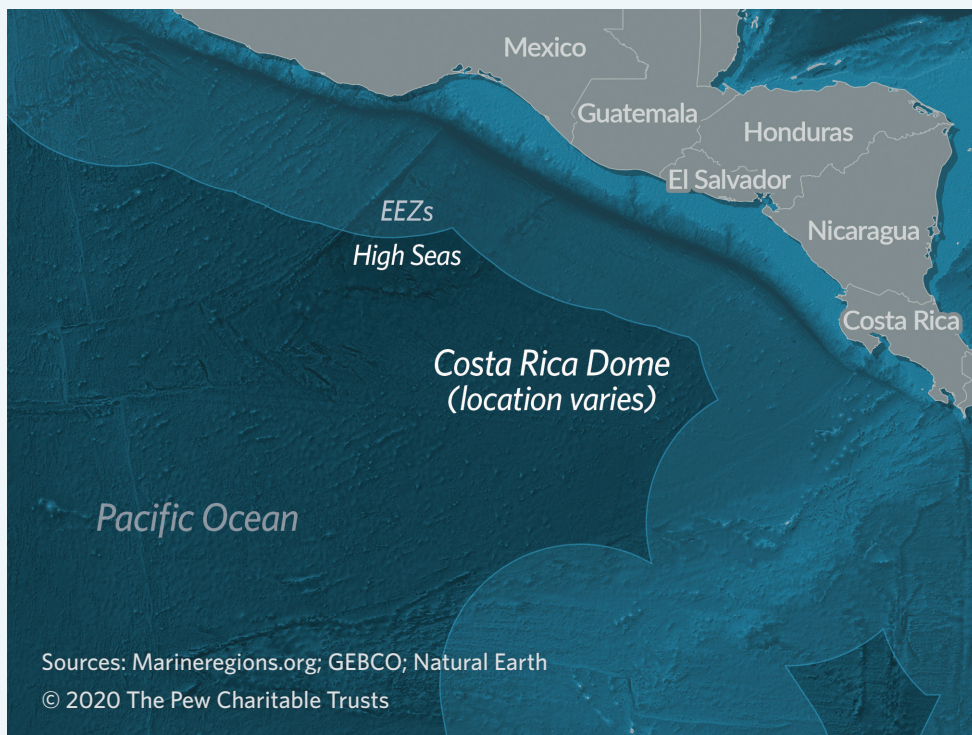 Mexico
Guatemala
Honduras
El Salvador
Nicaragua
EEZs
High Seas
Costa Rica
Costa Rica Dome
(location varies)
Pacific Ocean
Sources: Marineregions.org; GEBCO; Natural Earth
© 2020 The Pew Charitable Trusts